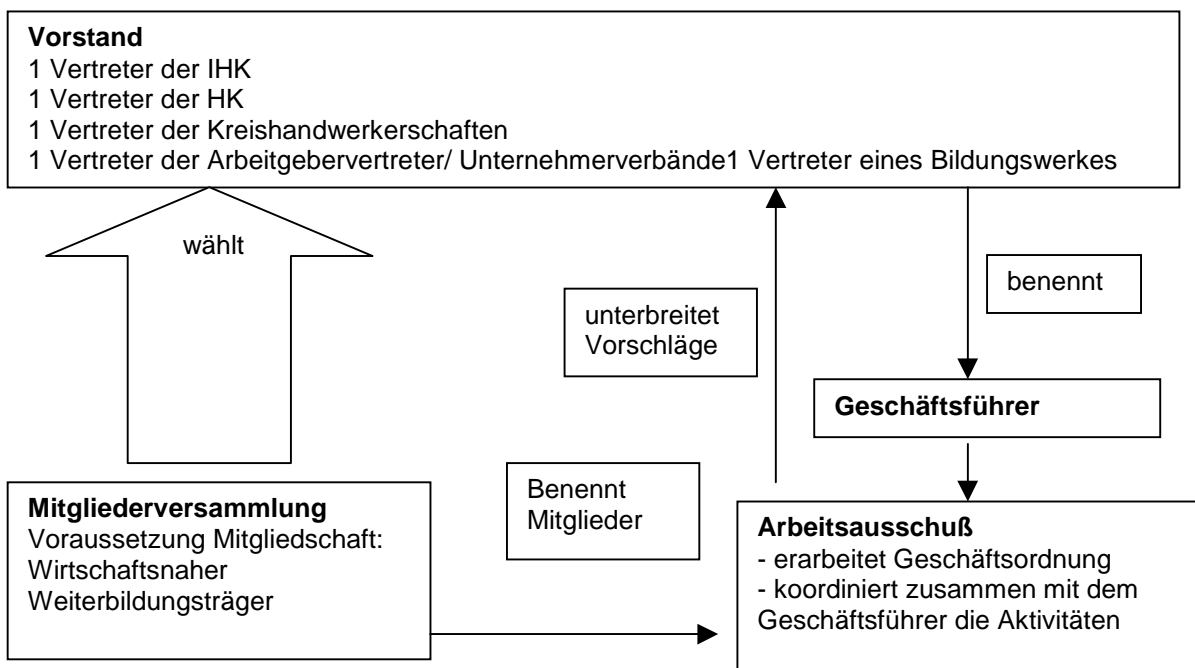 Vorstand
1 Vertreter der IHK
1 Vertreter der HK
1 Vertreter der Kreishandwerkerschaften
1 Vertreter der Arbeitgebervertreter/ Unternehmerverbände1 Vertreter eines Bildungswerkes
wählt
benennt
unterbreitet
Vorschläge
Geschäftsführer
Mitgliederversammlung
Voraussetzung Mitgliedschaft:
Wirtschaftsnaher
Weiterbildungsträger
Benennt
Mitglieder
Arbeitsausschuß
- erarbeitet Geschäftsordnung
- koordiniert zusammen mit dem
Geschäftsführer die Aktivitäten